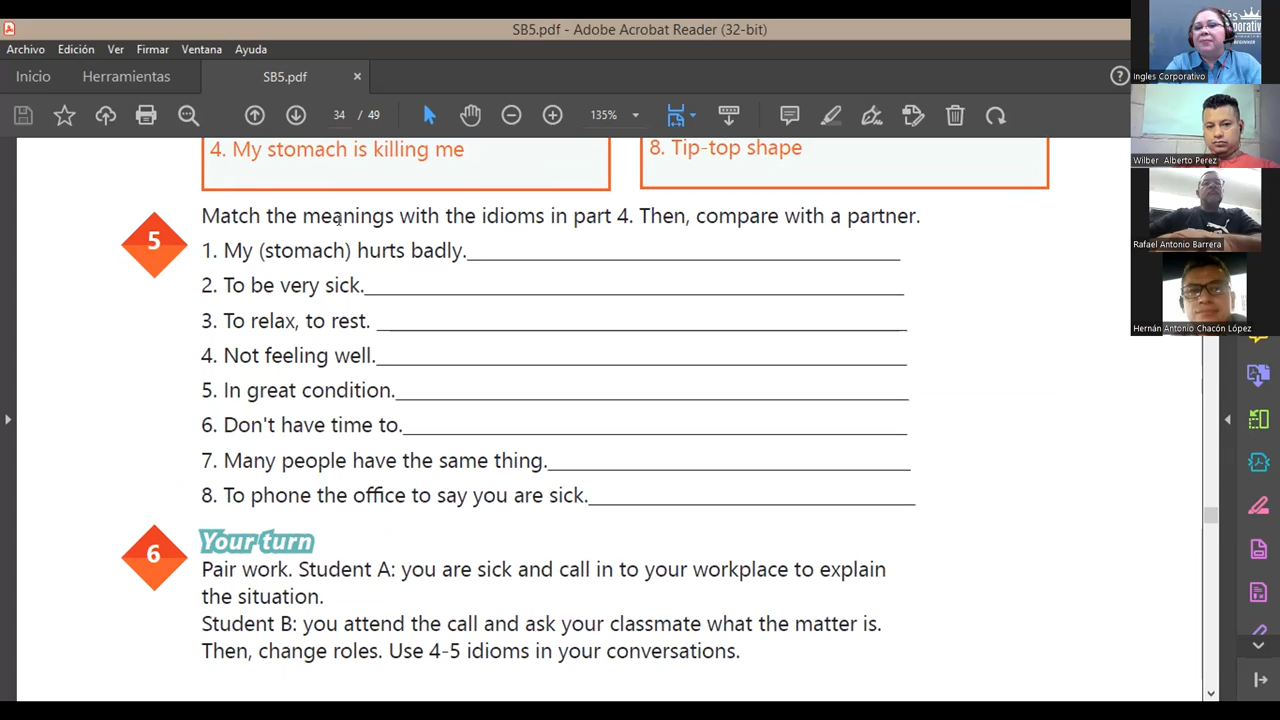 SB5.pdf - Adobe Acrobat Reader (32-bit)
Archivo Edición Ver Firmar Ventana Ayuda
Inicio Herramientas SB5.pdf ×
34 / 49 135%
4. My stomach is killing me
8. Tip-top shape
5
Match the meanings with the idioms in part 4. Then, compare with a partner.
1. My (stomach) hurts badly.
2. To be very sick.
3. To relax, to rest.
4. Not feeling well.
5. In great condition.
6. Don't have time to.
7. Many people have the same thing.
8. To phone the office to say you are sick.
6
Your turn
Pair work. Student A: you are sick and call in to your workplace to explain
the situation.
Student B: you attend the call and ask your classmate what the matter is.
Then, change roles. Use 4-5 idioms in your conversations.
Ingles Corporativo
Wilber Alberto Perez
Rafael Antonio Barrera
Hernán Antonio Chacón López